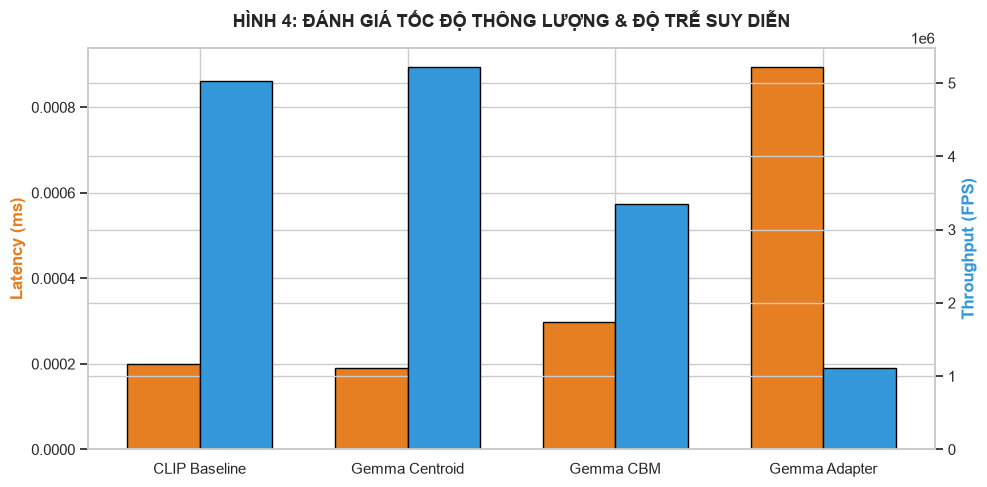 HÌNH 4: ĐÁNH GIÁ TỐC ĐỘ THÔNG LƯỢNG & ĐỘ TRỄ SUY DIỄN
1e6
0.0008
0.0006
0.0004
0.0002
0.0000
Latency (ms)
5
4
3
2
1
0
Throughput (FPS)
CLIP Baseline
Gemma Centroid
Gemma CBM
Gemma Adapter